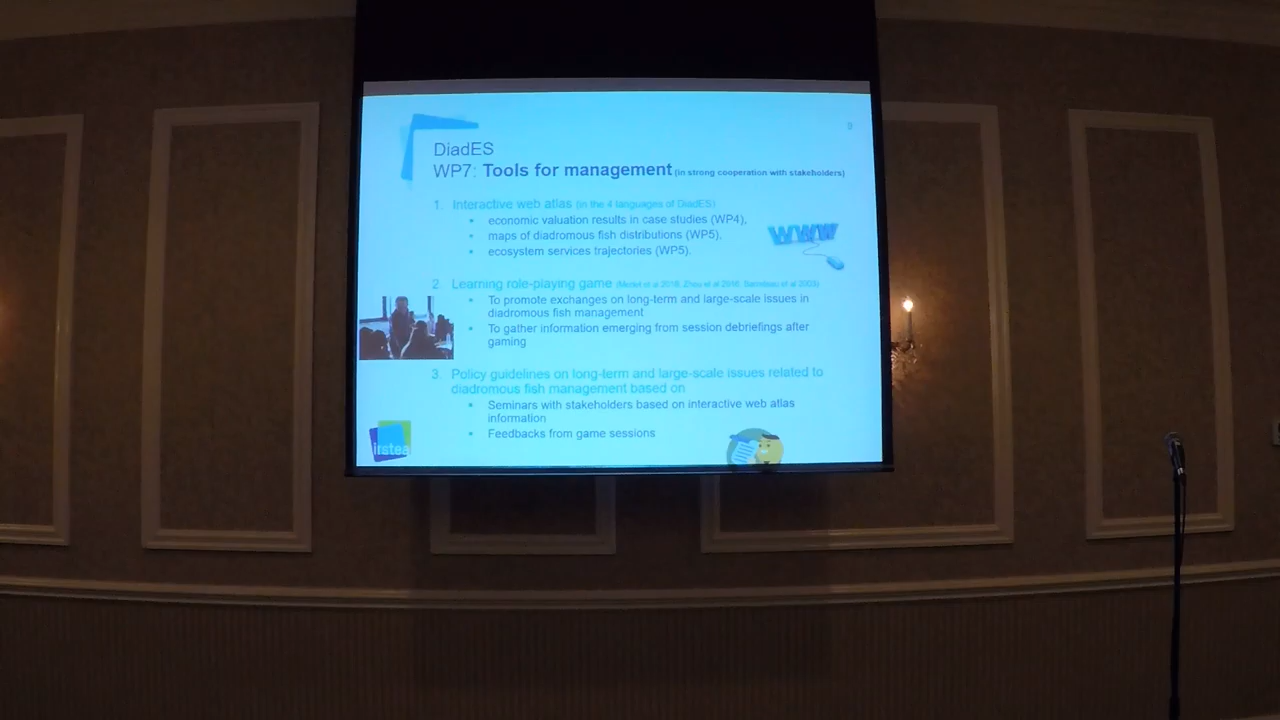 9
DiadES
WP7: Tools for management (in strong cooperation with stakeholders)
1. Interactive web atlas (in the 4 languages of DiadES)
• economic valuation results in case studies (WP4),
• maps of diadromous fish distributions (WP5),
• ecosystem services trajectories (WP5).
WWW
2. Learning role-playing game
• To promote exchanges on long-term and large-scale issues in
diadromous fish management
• To gather information emerging from session debriefings after
gaming
3. Policy guidelines on long-term and large-scale issues related to
diadromous fish management based on
• Seminars with stakeholders based on interactive web atlas
information
• Feedbacks from game sessions
irstea